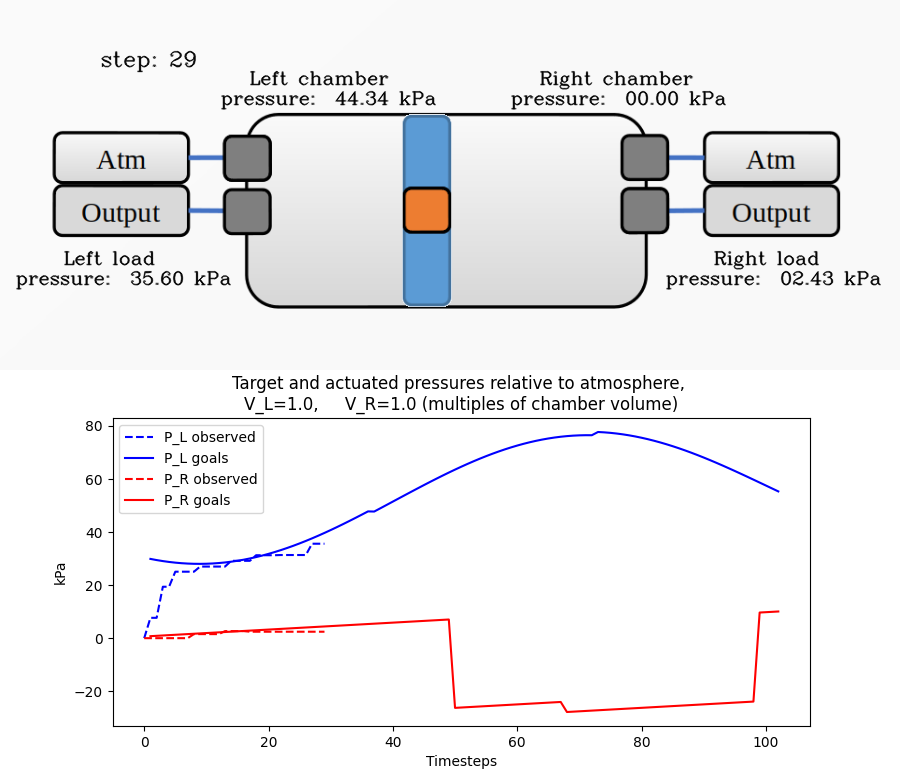 step: 29
Left chamber
pressure: 44.34 kPa
Right chamber
pressure: 00.00 kPa
Atm
Output
Atm
Output
Left load
pressure: 35.60 kPa
Right load
pressure: 02.43 kPa
Target and actuated pressures relative to atmosphere,
V_L=1.0, V_R=1.0 (multiples of chamber volume)
P_L observed
P_L goals
P_R observed
P_R goals
80
60
40
20
0
−20
kPa
0 20 40 60 80 100
Timesteps